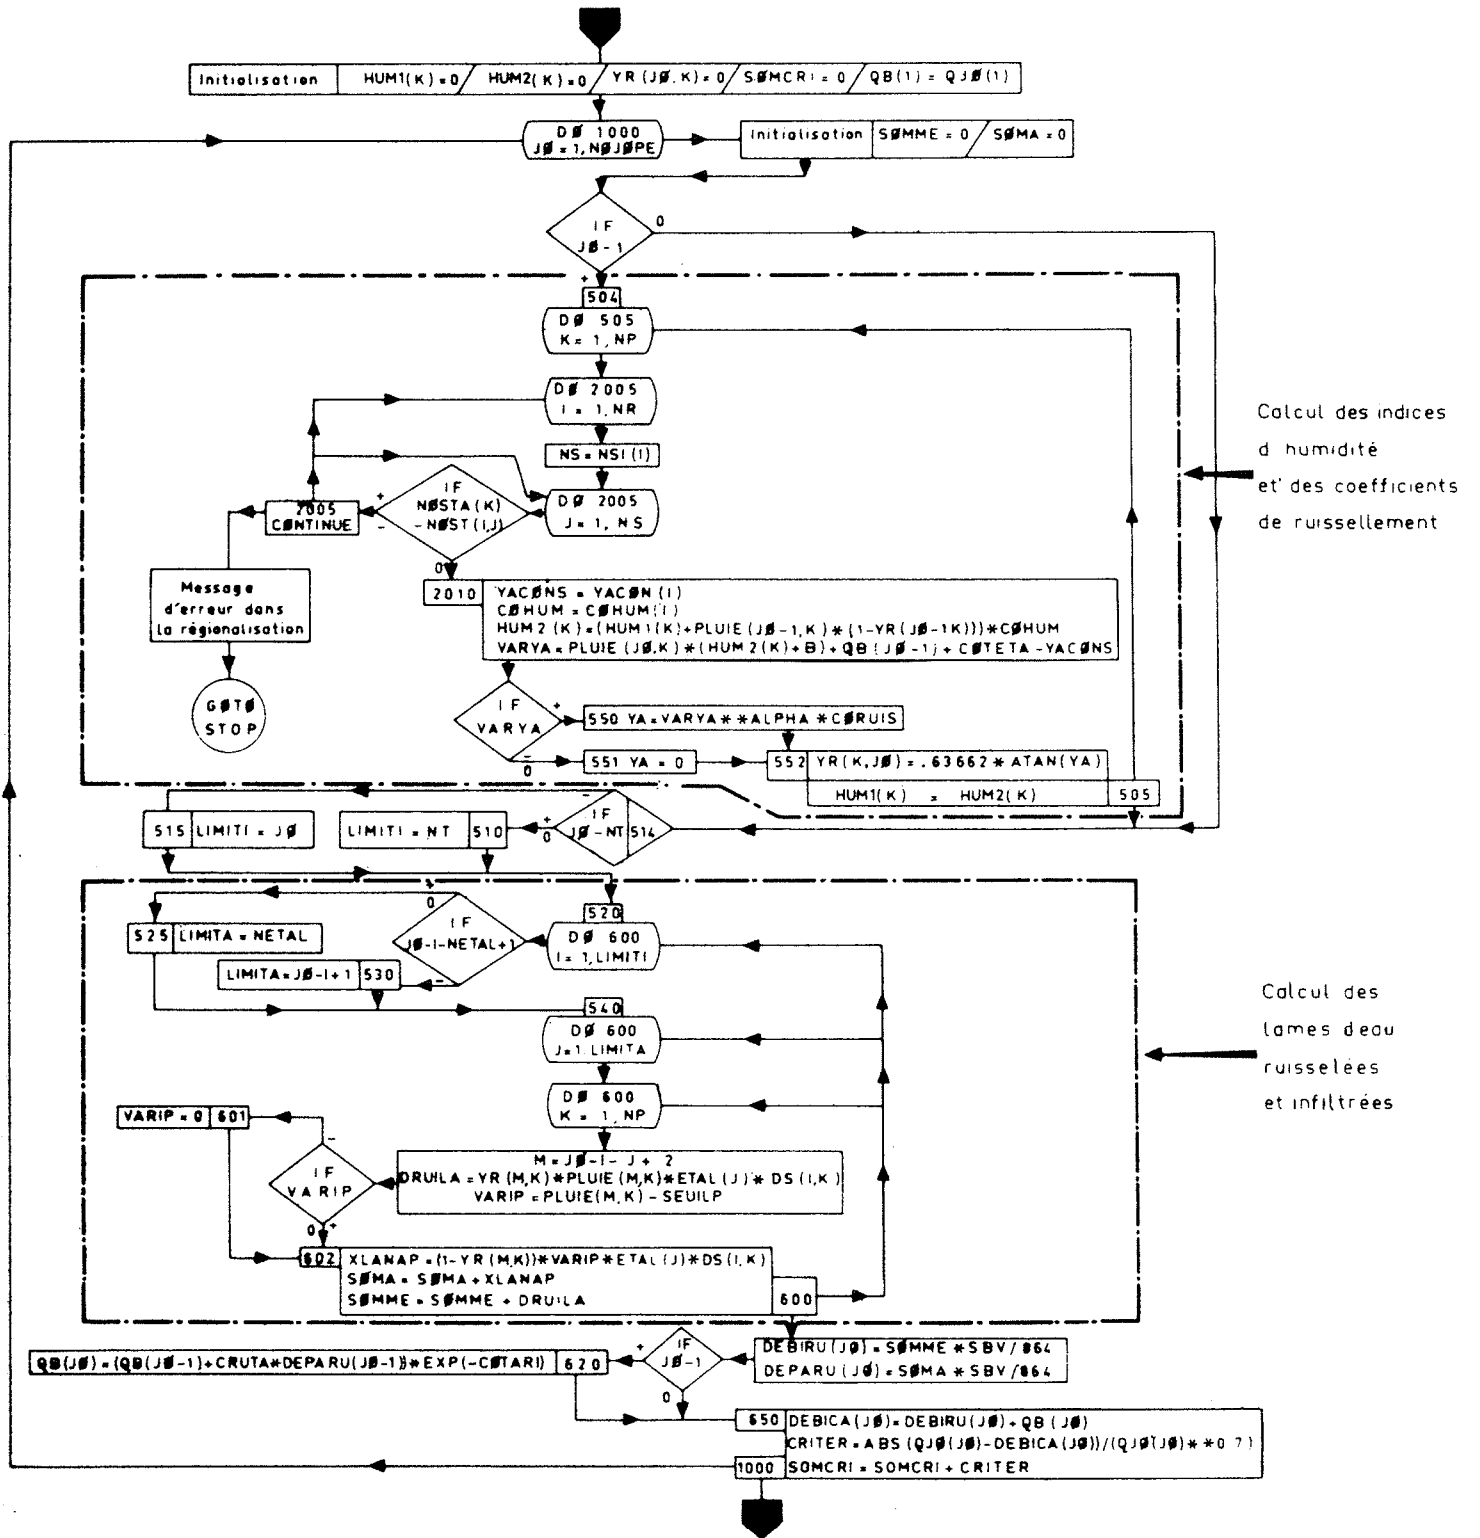 Initialisation HUM1(K)=0 / HUM2(K)=0 / YR(JØ,K)=0 / SØMCRI=0 / QB(1)=QJØ(1)
DØ 1000
JØ=1,NØJØPE
Initialisation SØMME=0 / SØMA=0
IF
JØ-1
0
+
504
DØ 505
K=1,NP
DØ 2005
I=1,NR
NS=NSI(I)
DØ 2005
J=1,NS
IF
NØSTA(K)
-NØST(I,J)
+
-
0
2005
CØNTINUE
Message
d'erreur dans
la régionalisation
GØTØ
STOP
2010
YACØNS=YACØN(I)
CØHUM=CØHUM(I)
HUM2(K)=(HUM1(K)+PLUIE(JØ-1,K)*(1-YR(JØ-1K)))*CØHUM
VARYA=PLUIE(JØ,K)*(HUM2(K)+B)+QB(JØ-1)+CØTETA-YACØNS
Calcul des indices
d humidité
et' des coefficients
de ruissellement
IF
VARYA
+
-
0
550 YA=VARYA**ALPHA*CØRUIS
551 YA=0
552 YR(K,JØ)=.63662*ATAN(YA)
HUM1(K) = HUM2(K) 505
IF
JØ-NT 514
-
+
0
515 LIMITI=JØ
LIMITI=NT 510
520
DØ 600
I=1,LIMITI
IF
JØ-I-NETAL+1
+
0
-
525 LIMITA=NETAL
LIMITA=JØ-I+1 530
540
DØ 600
J=1,LIMITA
DØ 600
K=1,NP
Calcul des
lames deau
ruisselées
et infiltrées
M=JØ-I-J+2
DRUILA=YR(M,K)*PLUIE(M,K)*ETAL(J)*DS(I,K)
VARIP=PLUIE(M,K)-SEUILP
IF
VARIP
-
0 +
VARIP=0 601
602 XLANAP=(1-YR(M,K))*VARIP*ETAL(J)*DS(I,K)
SØMA=SØMA+XLANAP
SØMME=SØMME+DRUILA
600
DEBIRU(JØ)=SØMME*SBV/864
DEPARU(JØ)=SØMA*SBV/864
IF
JØ-1
+
0
QB(JØ)=(QB(JØ-1)+CRUTA*DEPARU(JØ-1))*EXP(-CØTARI) 620
650 DEBICA(JØ)=DEBIRU(JØ)+QB(JØ)
CRITER=ABS(QJØ(JØ)-DEBICA(JØ))/(QJØ(JØ)**0.7)
1000 SOMCRI=SOMCRI+CRITER